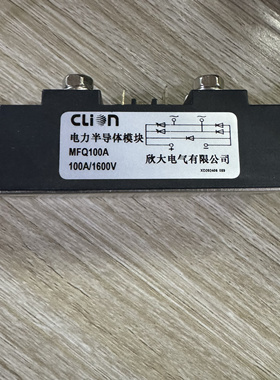 CLION
电力半导体模块
MFQ100A
100A/1600V
~ ~
+ -
欣大电气有限公司